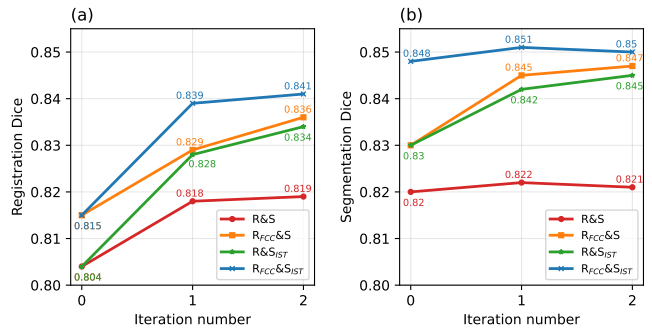 (a)
Registration Dice
0.85
0.84
0.83
0.82
0.81
0.80
0.815
0.804
0.839
0.829
0.828
0.818
0.841
0.836
0.834
0.819
R&S
R_FCC&S
R&S_IST
R_FCC&S_IST
0 1 2
Iteration number
(b)
Segmentation Dice
0.85
0.84
0.83
0.82
0.81
0.80
0.848
0.83
0.82
0.851
0.845
0.842
0.822
0.85
0.847
0.845
0.821
R&S
R_FCC&S
R&S_IST
R_FCC&S_IST
0 1 2
Iteration number